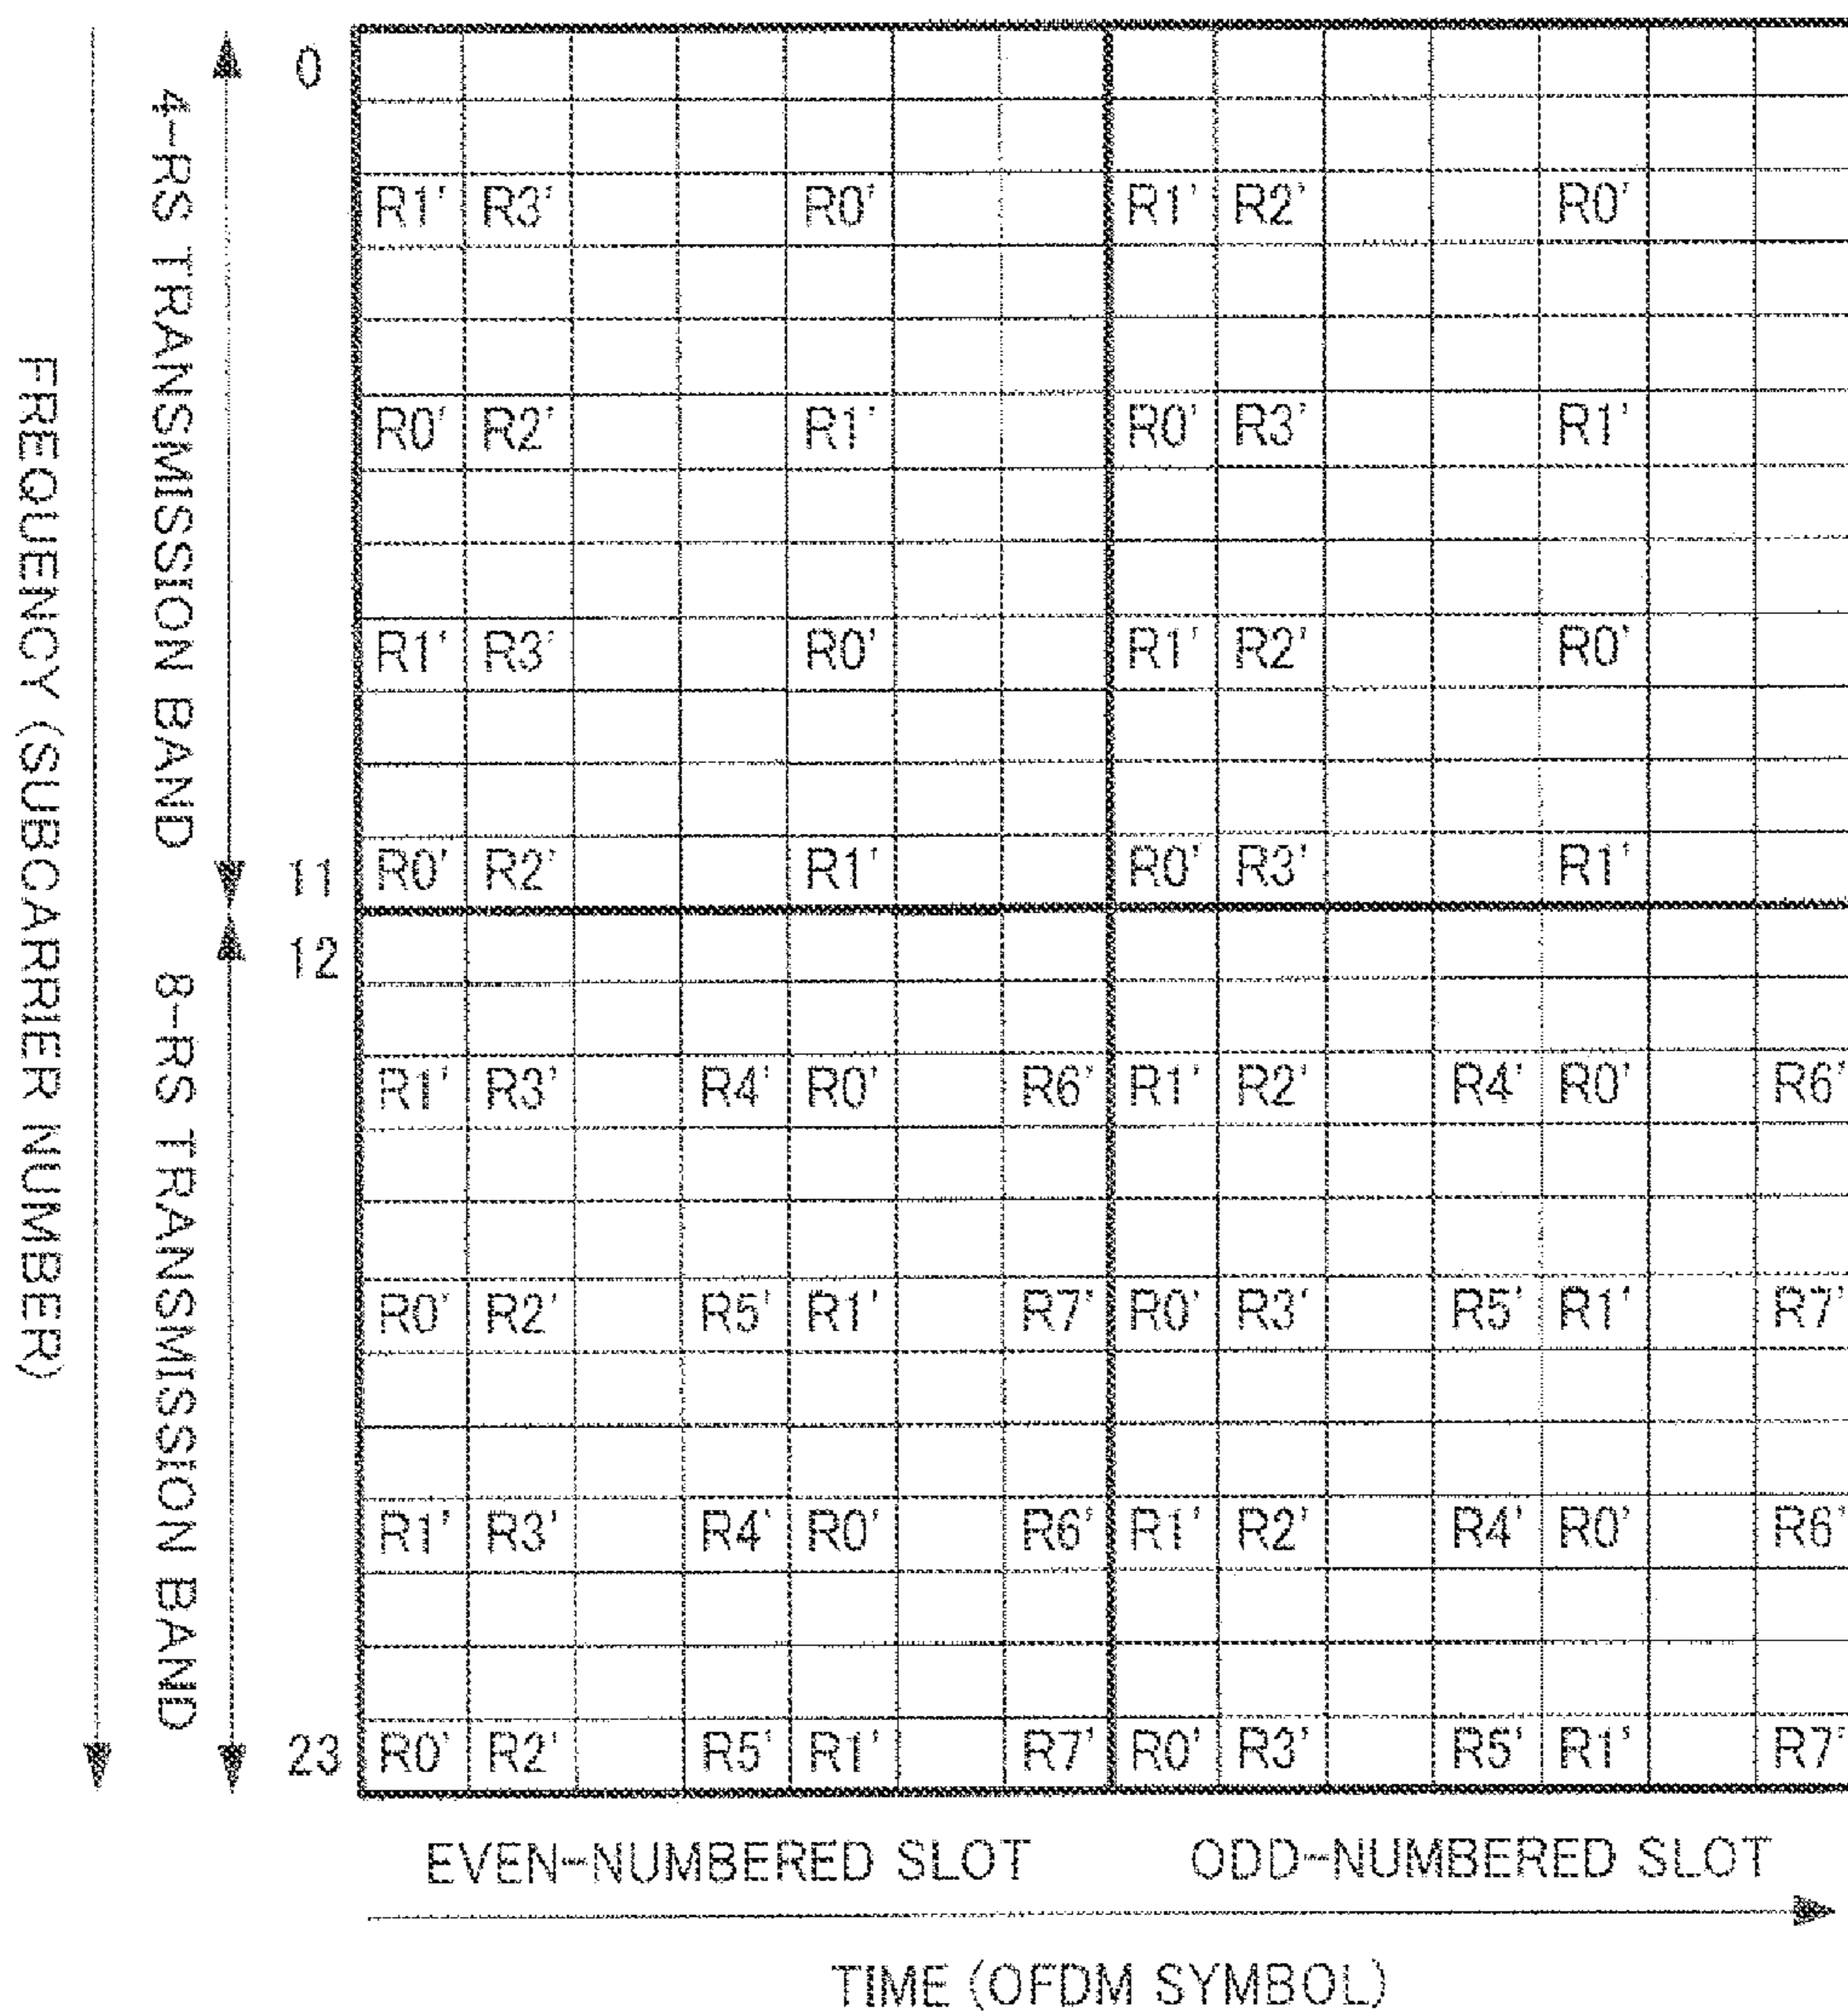 FREQUENCY (SUBCARRIER NUMBER)
4-RS TRANSMISSION BAND
8-RS TRANSMISSION BAND
0
R1' R3' R0' R1' R2' R0'
R0' R2' R1' R0' R3' R1'
R1' R3' R0' R1' R2' R0'
11 R0' R2' R1' R0' R3' R1'
12
R1' R3' R4' R0' R6' R1' R2' R4' R0' R6'
R0' R2' R5' R1' R7' R0' R3' R5' R1' R7'
R1' R3' R4' R0' R6' R1' R2' R4' R0' R6'
23 R0' R2' R5' R1' R7' R0' R3' R5' R1' R7'
EVEN-NUMBERED SLOT ODD-NUMBERED SLOT
TIME (OFDM SYMBOL)